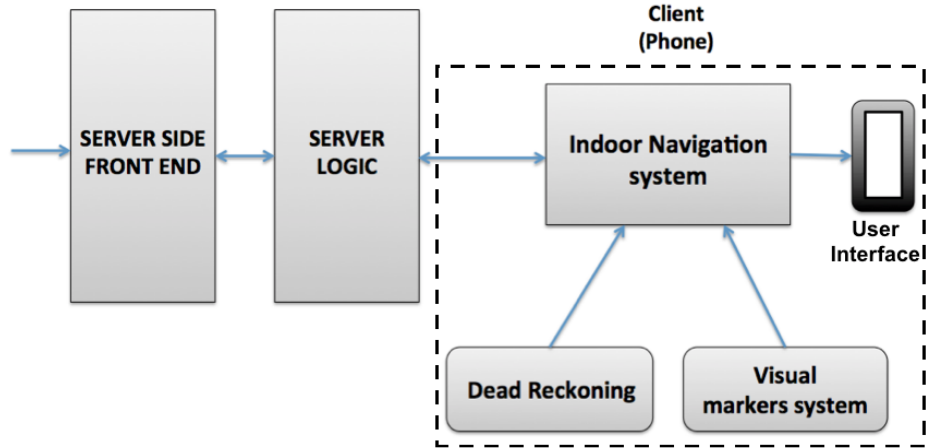 Client
(Phone)
SERVER SIDE
FRONT END
SERVER
LOGIC
Indoor Navigation
system
User
Interface
Dead Reckoning
Visual
markers system